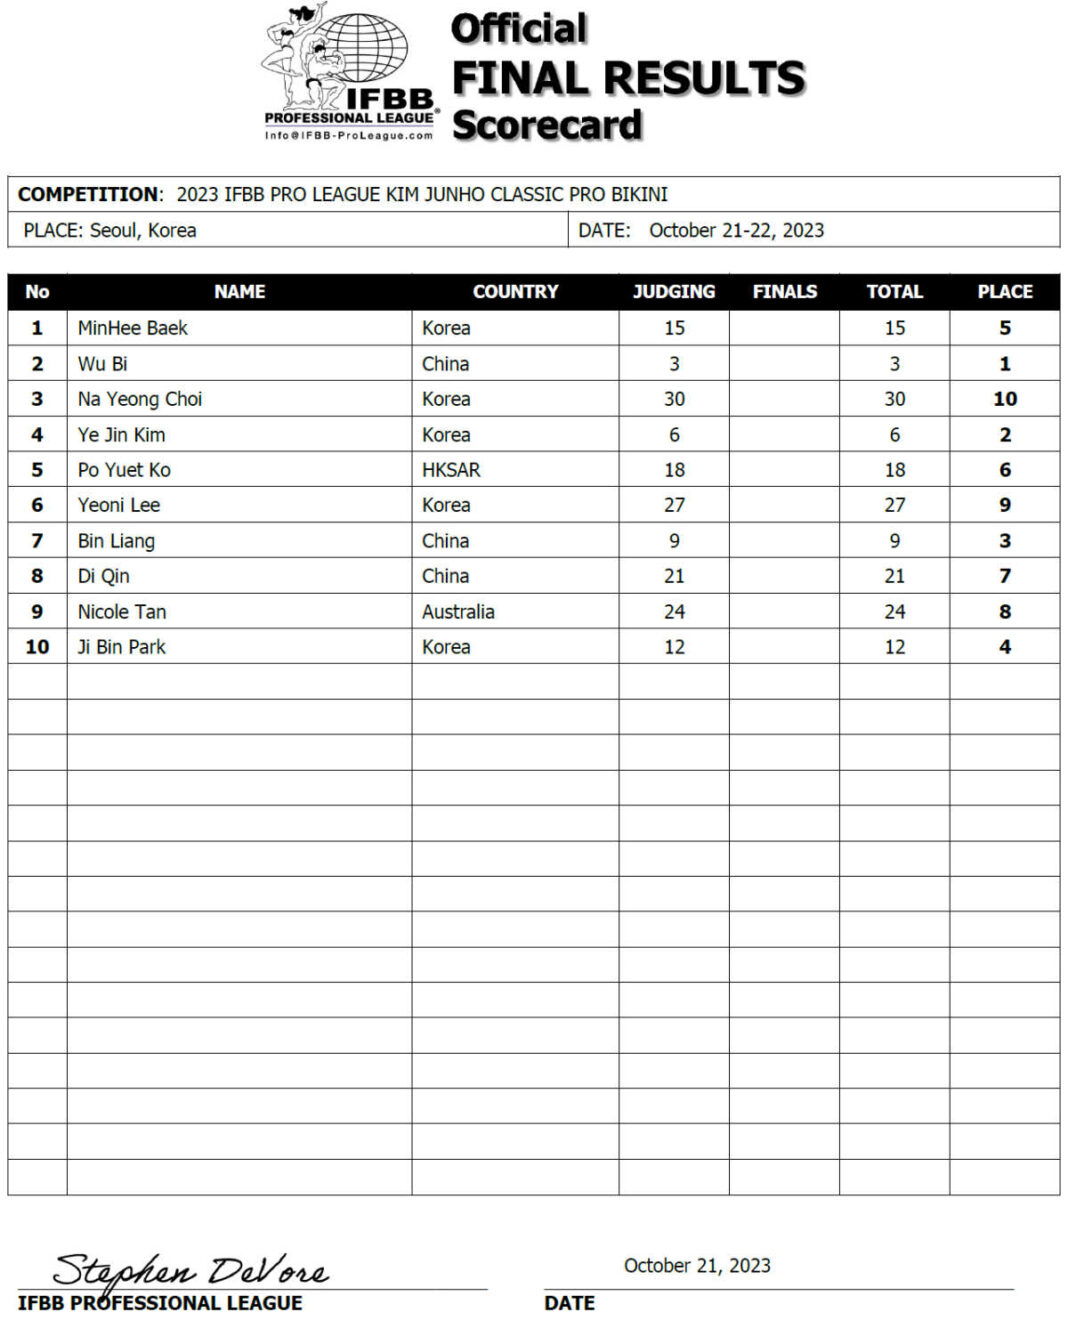 Official
FINAL RESULTS
Scorecard
IFBB
PROFESSIONAL LEAGUE®
Info@IFBB-ProLeague.com
COMPETITION: 2023 IFBB PRO LEAGUE KIM JUNHO CLASSIC PRO BIKINI
PLACE: Seoul, Korea DATE: October 21-22, 2023
No NAME COUNTRY JUDGING FINALS TOTAL PLACE
1 MinHee Baek Korea 15 15 5
2 Wu Bi China 3 3 1
3 Na Yeong Choi Korea 30 30 10
4 Ye Jin Kim Korea 6 6 2
5 Po Yuet Ko HKSAR 18 18 6
6 Yeoni Lee Korea 27 27 9
7 Bin Liang China 9 9 3
8 Di Qin China 21 21 7
9 Nicole Tan Australia 24 24 8
10 Ji Bin Park Korea 12 12 4
Stephen DeVore October 21, 2023
IFBB PROFESSIONAL LEAGUE DATE